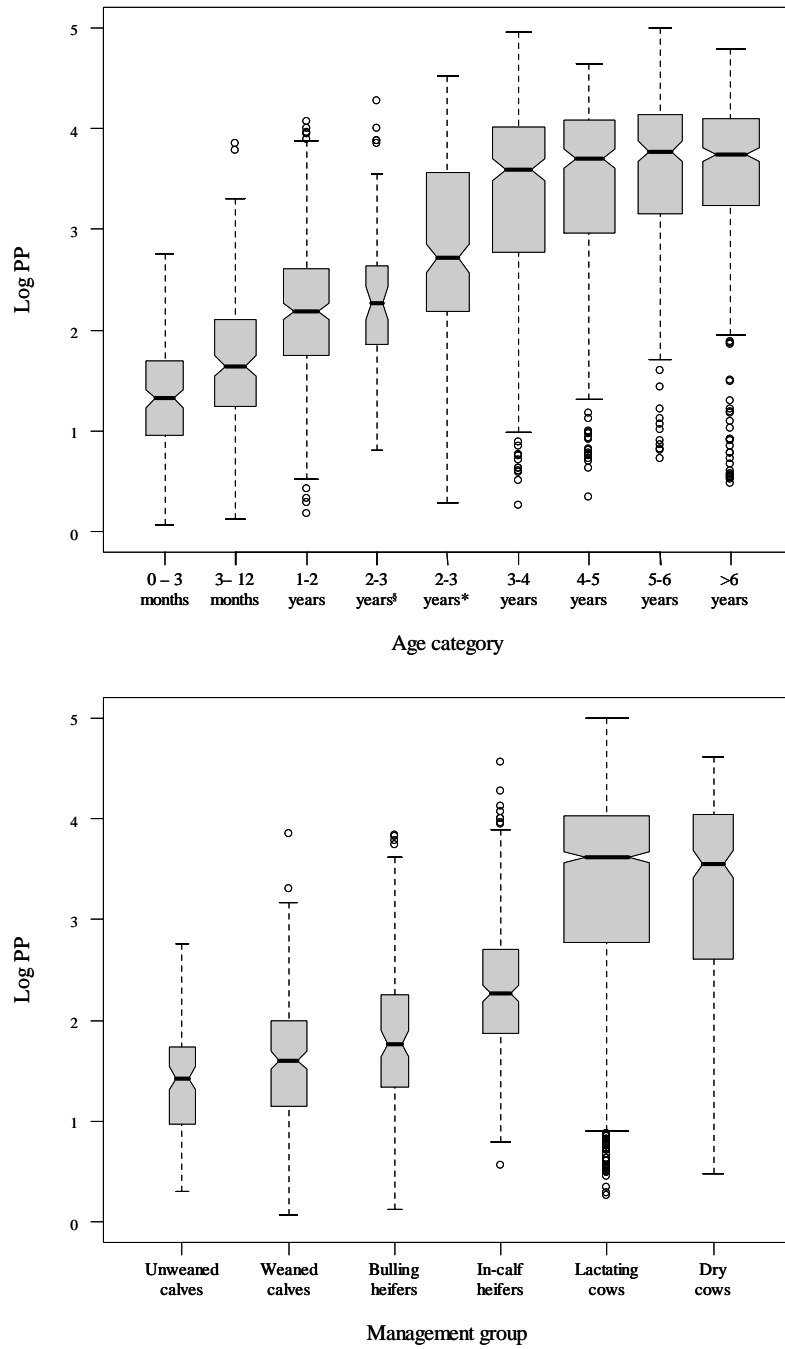 5
4
3
2
1
0
Log PP
0 – 3 months
3– 12 months
1-2 years
2-3 years§
2-3 years*
3-4 years
4-5 years
5-6 years
>6 years
Age category
5
4
3
2
1
0
Log PP
Unweaned calves
Weaned calves
Bulling heifers
In-calf heifers
Lactating cows
Dry cows
Management group